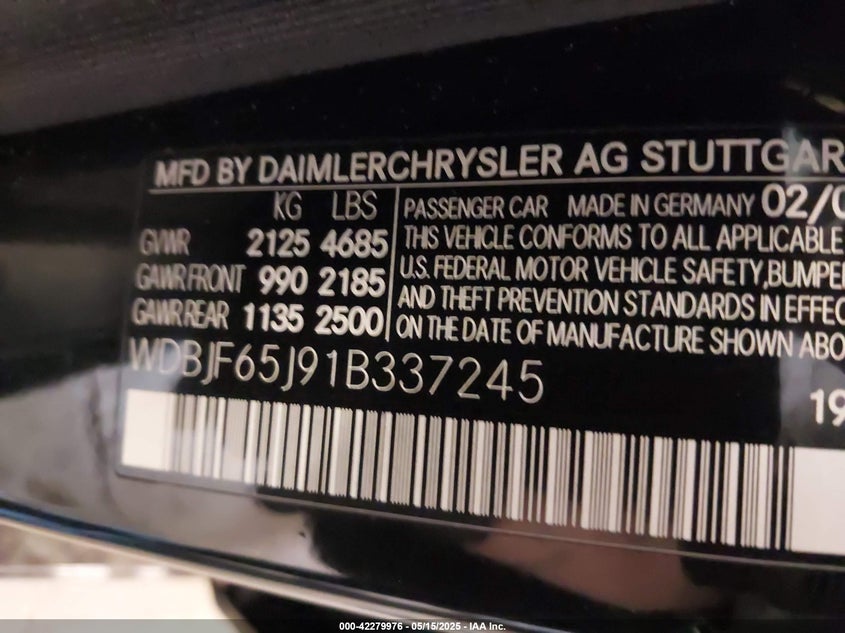 MFD BY DAIMLERCHRYSLER AG STUTTGAR
KG LBS
GVWR 2125 4685
GAWR FRONT 990 2185
GAWR REAR 1135 2500
PASSENGER CAR MADE IN GERMANY 02/0
THIS VEHICLE CONFORMS TO ALL APPLICABLE
U.S. FEDERAL MOTOR VEHICLE SAFETY, BUMPER
AND THEFT PREVENTION STANDARDS IN EFFEC
ON THE DATE OF MANUFACTURE SHOWN ABO
WDBJF65J91B337245
19
000-42279976 - 05/15/2025 - IAA Inc.